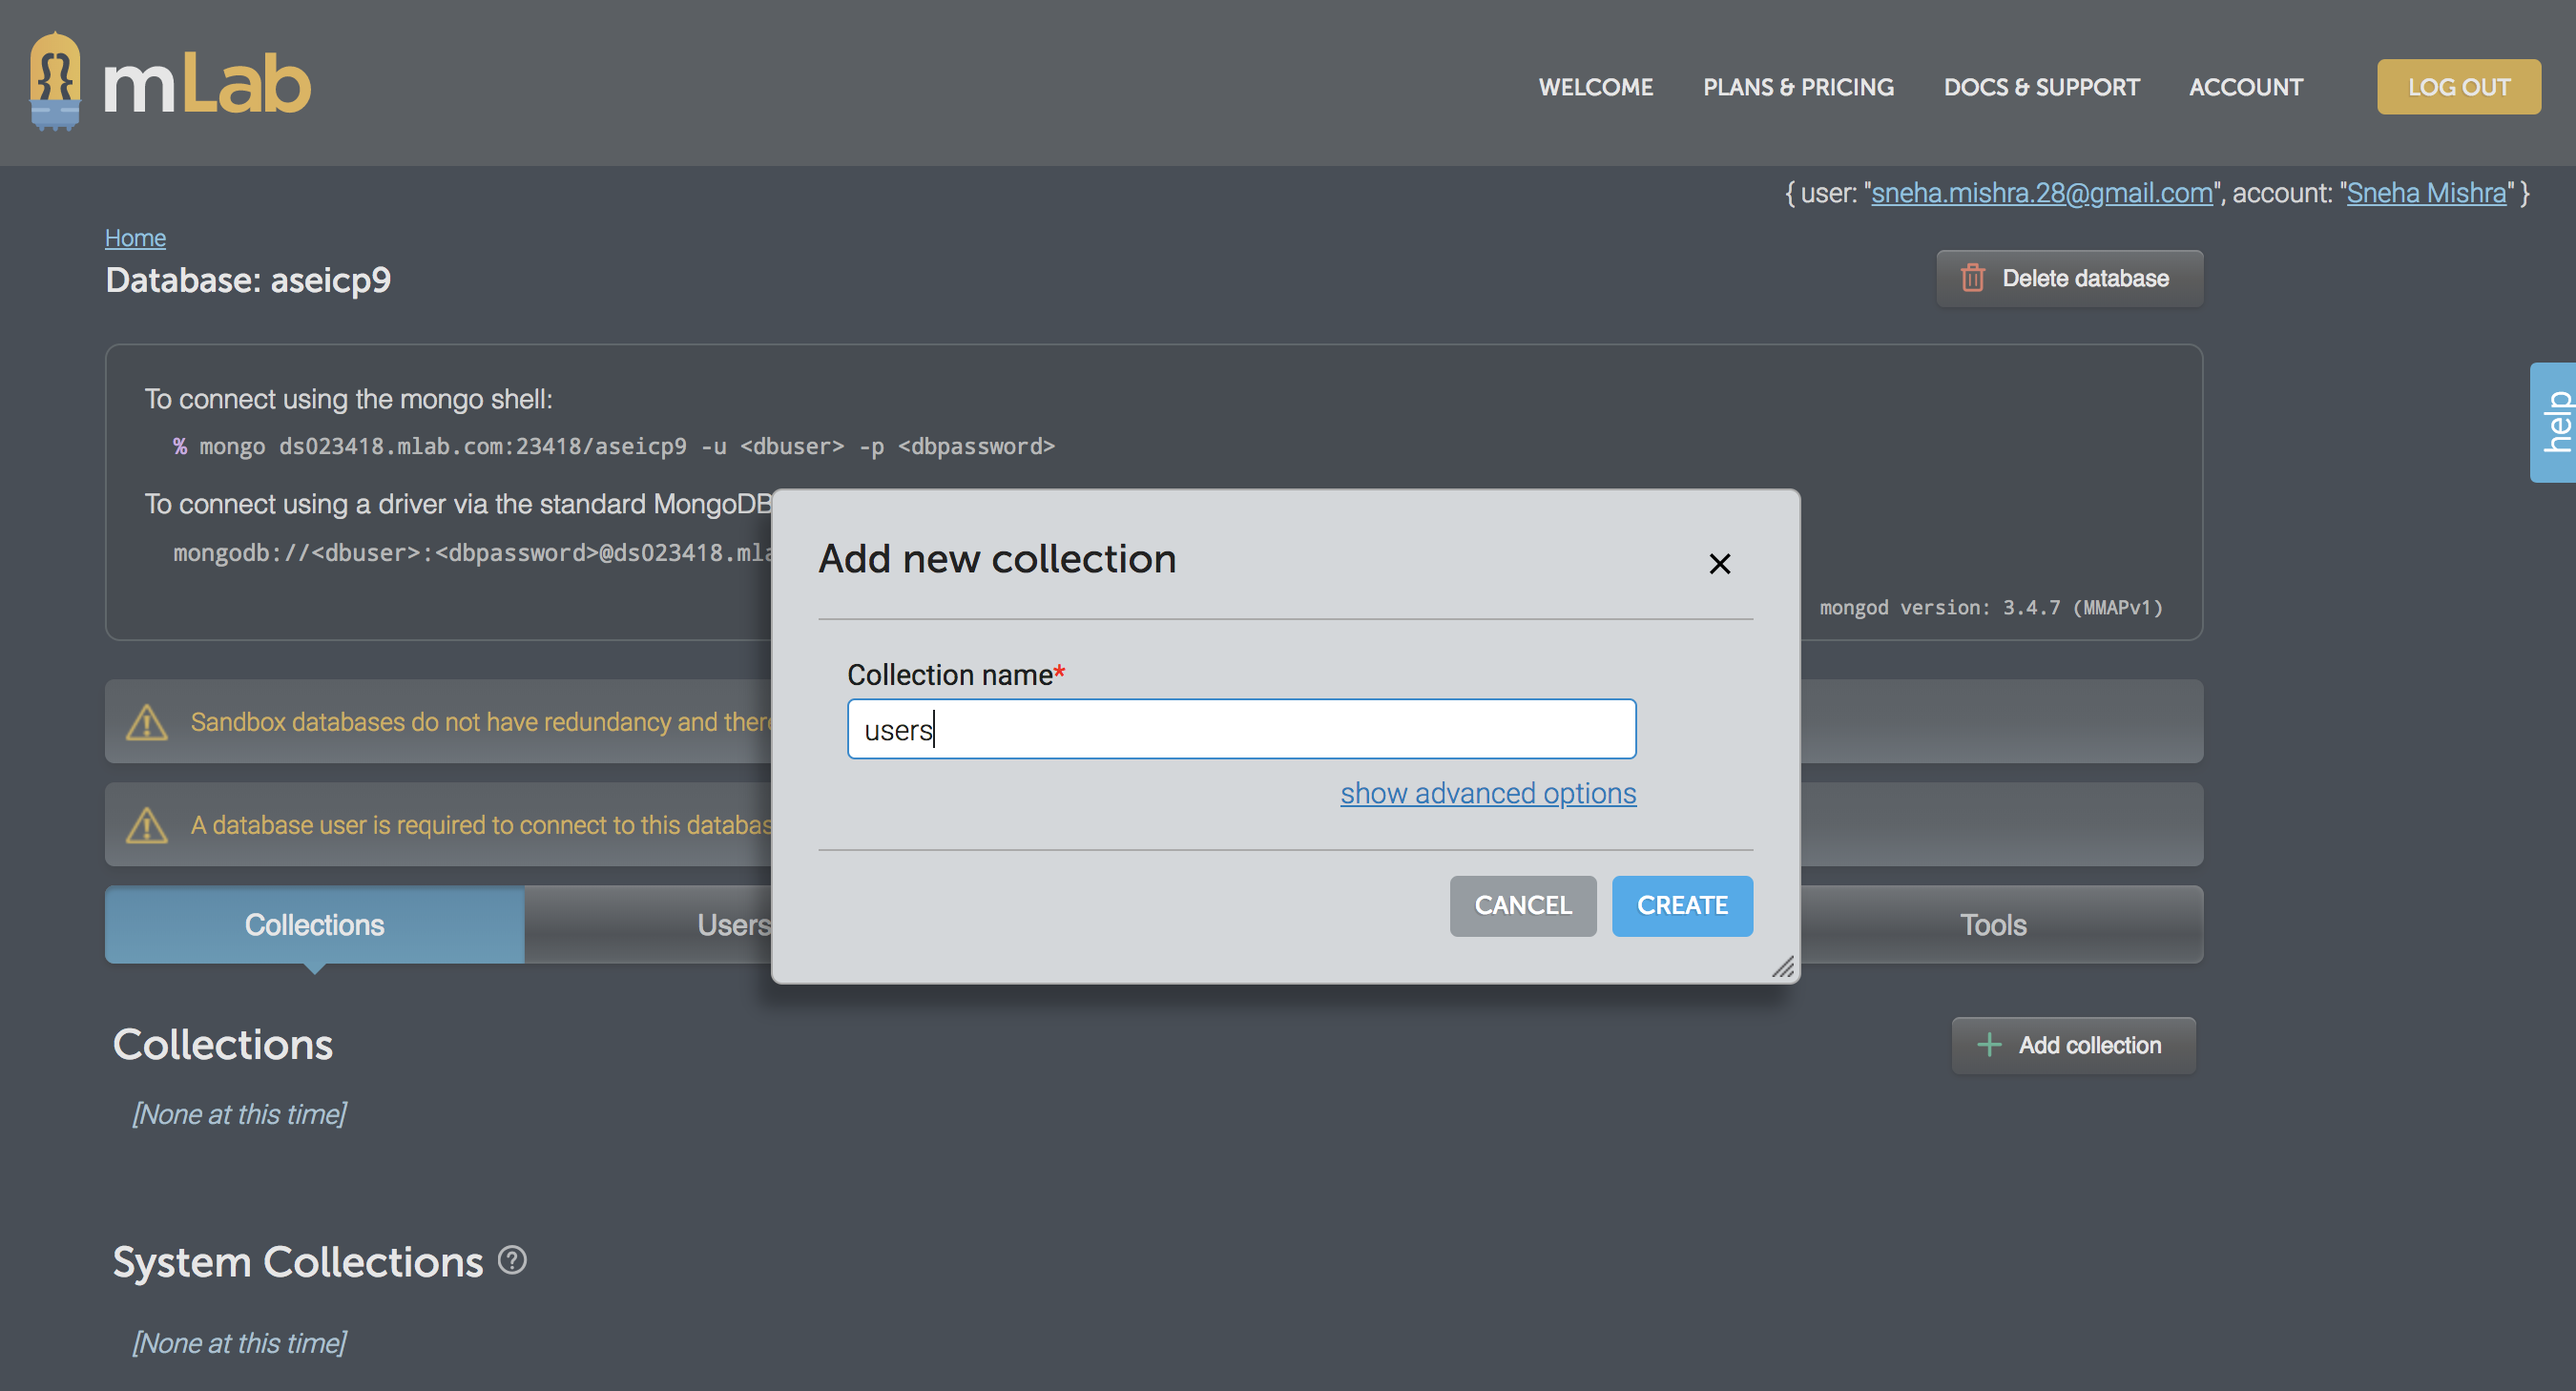 mLab
WELCOME PLANS & PRICING DOCS & SUPPORT ACCOUNT LOG OUT
{ user: "sneha.mishra.28@gmail.com", account: "Sneha Mishra" }
Home
Database: aseicp9
Delete database
To connect using the mongo shell:
% mongo ds023418.mlab.com:23418/aseicp9 -u <dbuser> -p <dbpassword>
To connect using a driver via the standard MongoDB
mongodb://<dbuser>:<dbpassword>@ds023418.mla
mongod version: 3.4.7 (MMAPv1)
help
Add new collection
×
Collection name*
users
show advanced options
CANCEL CREATE
Sandbox databases do not have redundancy and there
A database user is required to connect to this databas
Collections Users Tools
Collections
+ Add collection
[None at this time]
System Collections ?
[None at this time]